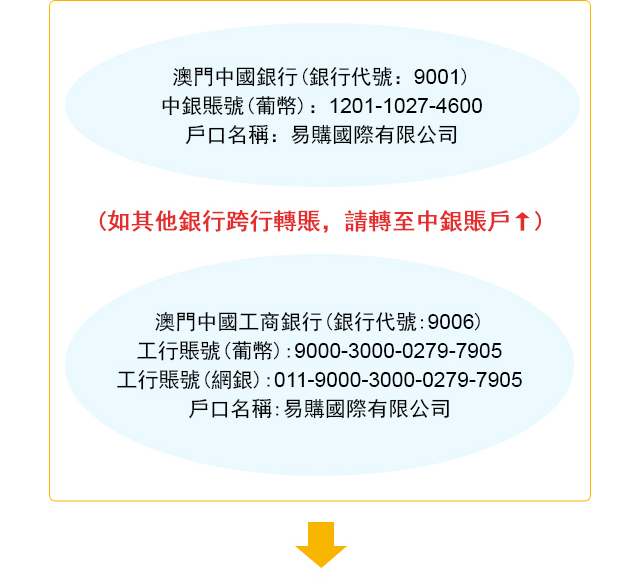 澳門中國銀行(銀行代號：9001)
中銀賬號(葡幣)：1201-1027-4600
戶口名稱：易購國際有限公司
(如其他銀行跨行轉賬，請轉至中銀賬戶↑)
澳門中國工商銀行(銀行代號:9006)
工行賬號(葡幣):9000-3000-0279-7905
工行賬號(網銀):011-9000-3000-0279-7905
戶口名稱:易購國際有限公司